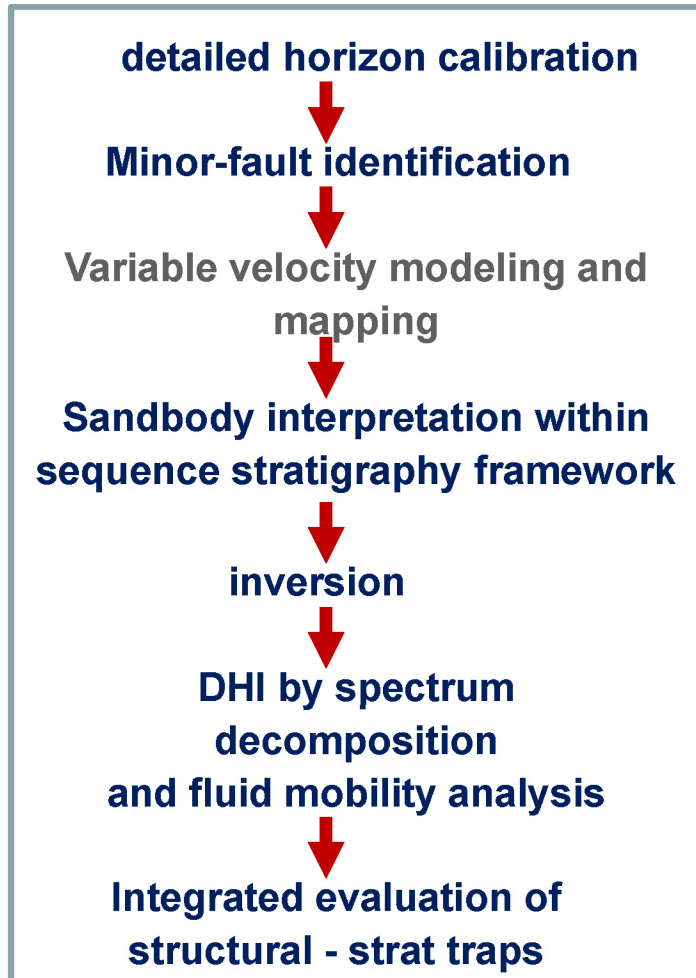 detailed horizon calibration
Minor-fault identification
Variable velocity modeling and
mapping
Sandbody interpretation within
sequence stratigraphy framework
inversion
DHI by spectrum
decomposition
and fluid mobility analysis
Integrated evaluation of
structural - strat traps